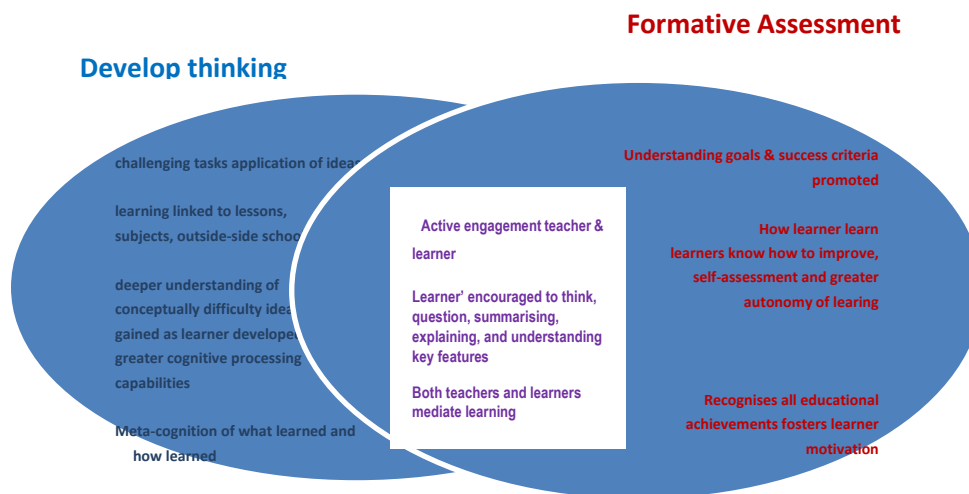 Formative Assessment
Develop thinking
challenging tasks application of ideas
learning linked to lessons,
subjects, outside-side schoo
deeper understanding of
conceptually difficulty idea
gained as learner develope
greater cognitive processing
capabilities
Meta-cognition of what learned and
how learned
Active engagement teacher &
learner
Learner' encouraged to think,
question, summarising,
explaining, and understanding
key features
Both teachers and learners
mediate learning
Understanding goals & success criteria
promoted
How learner learn
learners know how to improve,
self-assessment and greater
autonomy of learing
Recognises all educational
achievements fosters learner
motivation